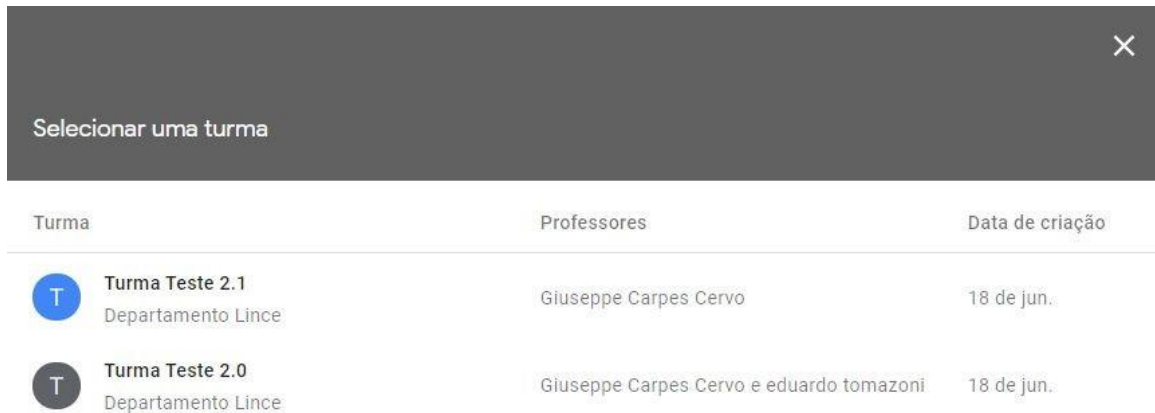 Selecionar uma turma
Turma Professores Data de criação
T Turma Teste 2.1
Departamento Lince
Giuseppe Carpes Cervo 18 de jun.
T Turma Teste 2.0
Departamento Lince
Giuseppe Carpes Cervo e eduardo tomazoni 18 de jun.